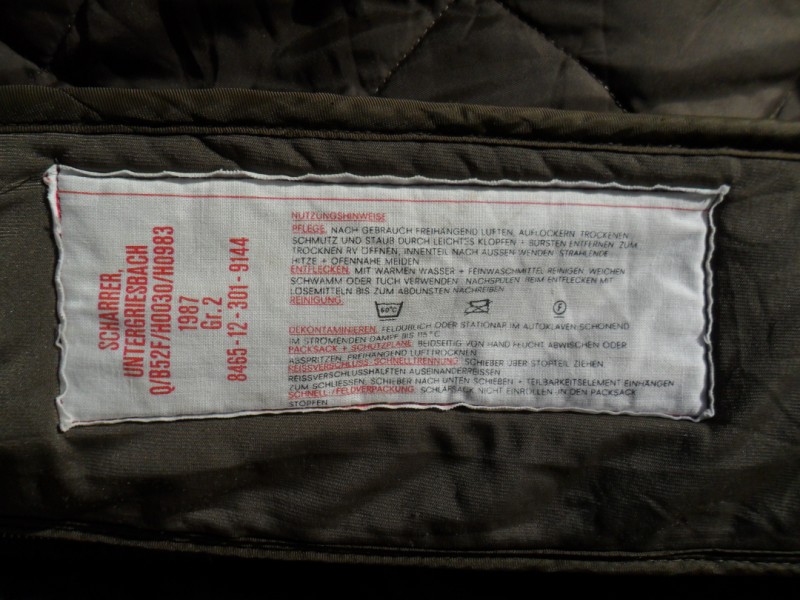 SCHARRER,
UNTERGRIESBACH
Q/852F/H0030/H0983
1987
Gr. 2
8465-12-301-9144
NUTZUNGSHINWEISE
PFLEGE, NACH GEBRAUCH FREIHÄNGEND LÜFTEN, AUFLOCKERN TROCKENEN
SCHMUTZ UND STAUB DURCH LEICHTES KLOPFEN + BÜRSTEN ENTFERNEN. ZUM
TROCKNEN RV ÖFFNEN, INNENTEIL NACH AUSSEN WENDEN. STRAHLENDE
HITZE + OFENNÄHE MEIDEN
ENTFLECKEN, MIT WARMEN WASSER + FEINWASCHMITTEL REINIGEN. WEICHEN
SCHWAMM ODER TUCH VERWENDEN. NACHSPÜLEN. BEIM ENTFLECKEN MIT
LÖSEMITTELN BIS ZUM ABDUNSTEN NACHREIBEN.
REINIGUNG,
60°C
F
DEKONTAMINIEREN, FELDÜBLICH ODER STATIONÄR IM AUTOKLAVEN SCHONEND
IM STRÖMENDEN DAMPF BIS 115°C
PACKSACK + SCHUTZPLANE, BEIDSEITIG VON HAND FEUCHT ABWISCHEN ODER
ABSPRITZEN, FREIHÄNGEND LUFTTROCKNEN
REISSVERSCHLUSS-SCHNELLTRENNUNG, SCHIEBER ÜBER STOPTEIL ZIEHEN,
REISSVERSCHLUSSHÄLFTEN AUSEINANDERREISSEN
ZUM SCHLIESSEN, SCHIEBER NACH UNTEN SCHIEBEN + TEILBARKEITSELEMENT EINHÄNGEN
SCHNELL-/FELDVERPACKUNG, SCHLAFSACK NICHT EINROLLEN, IN DEN PACKSACK
STOPFEN